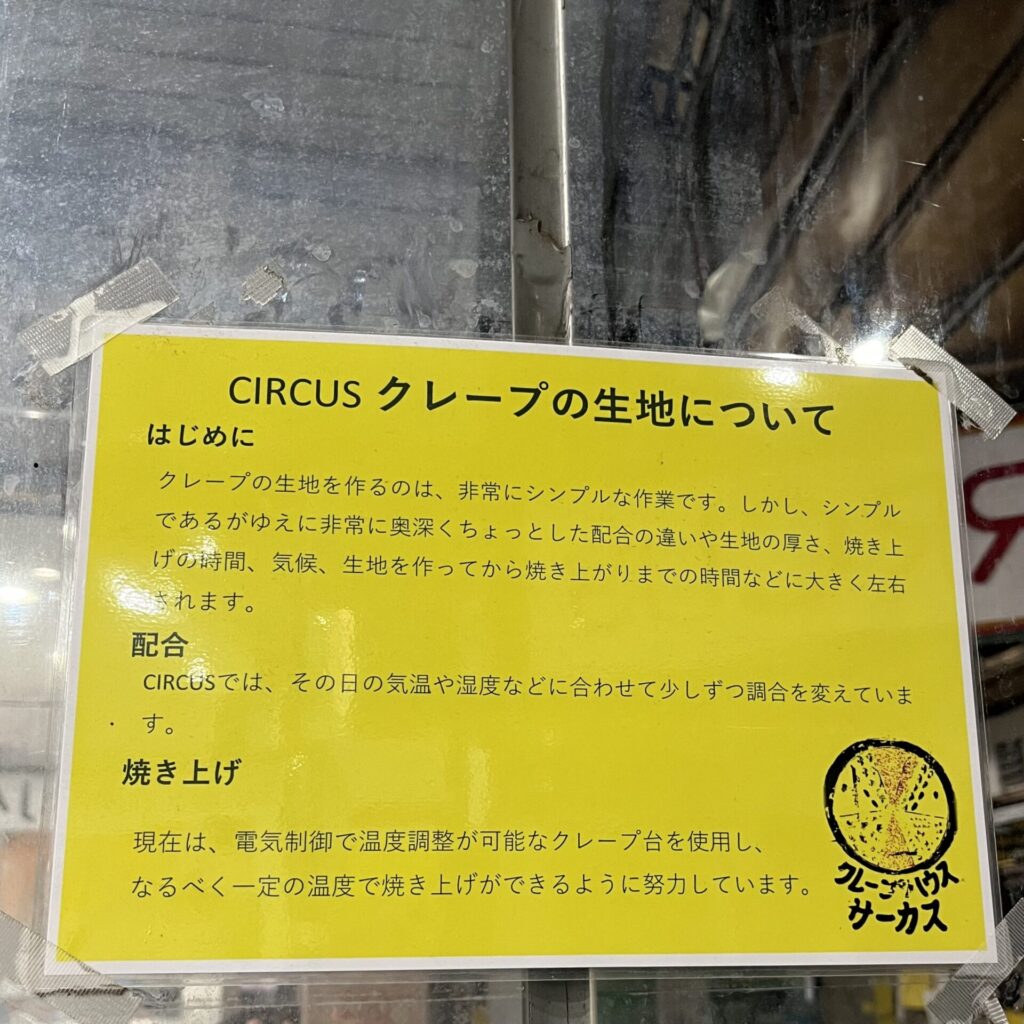 CIRCUS クレープの生地について
はじめに
クレープの生地を作るのは、非常にシンプルな作業です。しかし、シンプル
であるがゆえに非常に奥深くちょっとした配合の違いや生地の厚さ、焼き上
げの時間、気候、生地を作ってから焼き上がりまでの時間などに大きく左右
されます。
配合
CIRCUSでは、その日の気温や湿度などに合わせて少しずつ調合を変えていま
す。
焼き上げ
現在は、電気制御で温度調整が可能なクレープ台を使用し、
なるべく一定の温度で焼き上げができるように努力しています。
クレープハウス
サーカス